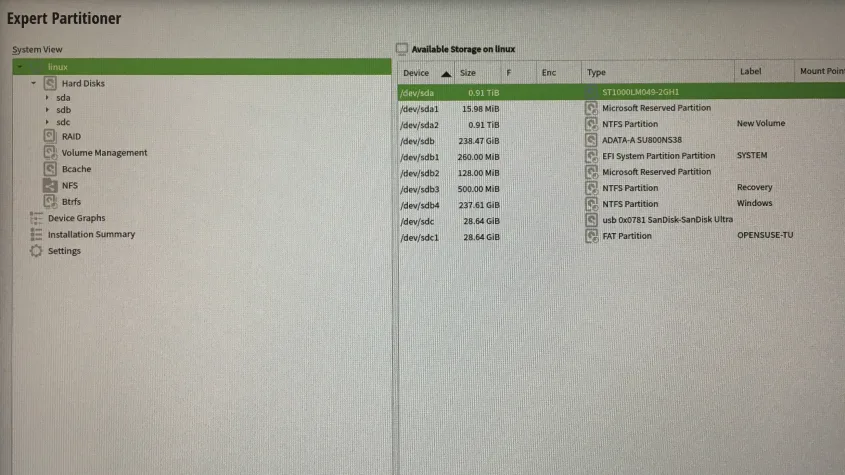 Expert Partitioner
System View
linux
Hard Disks
sda
sdb
sdc
RAID
Volume Management
Bcache
NFS
Btrfs
Device Graphs
Installation Summary
Settings
Available Storage on linux
Device Size F Enc Type Label Mount Poin
/dev/sda 0.91 TiB ST1000LM049-2GH1
/dev/sda1 15.98 MiB Microsoft Reserved Partition
/dev/sda2 0.91 TiB NTFS Partition New Volume
/dev/sdb 238.47 GiB ADATA-A SU800NS38
/dev/sdb1 260.00 MiB EFI System Partition Partition SYSTEM
/dev/sdb2 128.00 MiB Microsoft Reserved Partition
/dev/sdb3 500.00 MiB NTFS Partition Recovery
/dev/sdb4 237.61 GiB NTFS Partition Windows
/dev/sdc 28.64 GiB usb 0x0781 SanDisk-SanDisk Ultra
/dev/sdc1 28.64 GiB FAT Partition OPENSUSE-TU